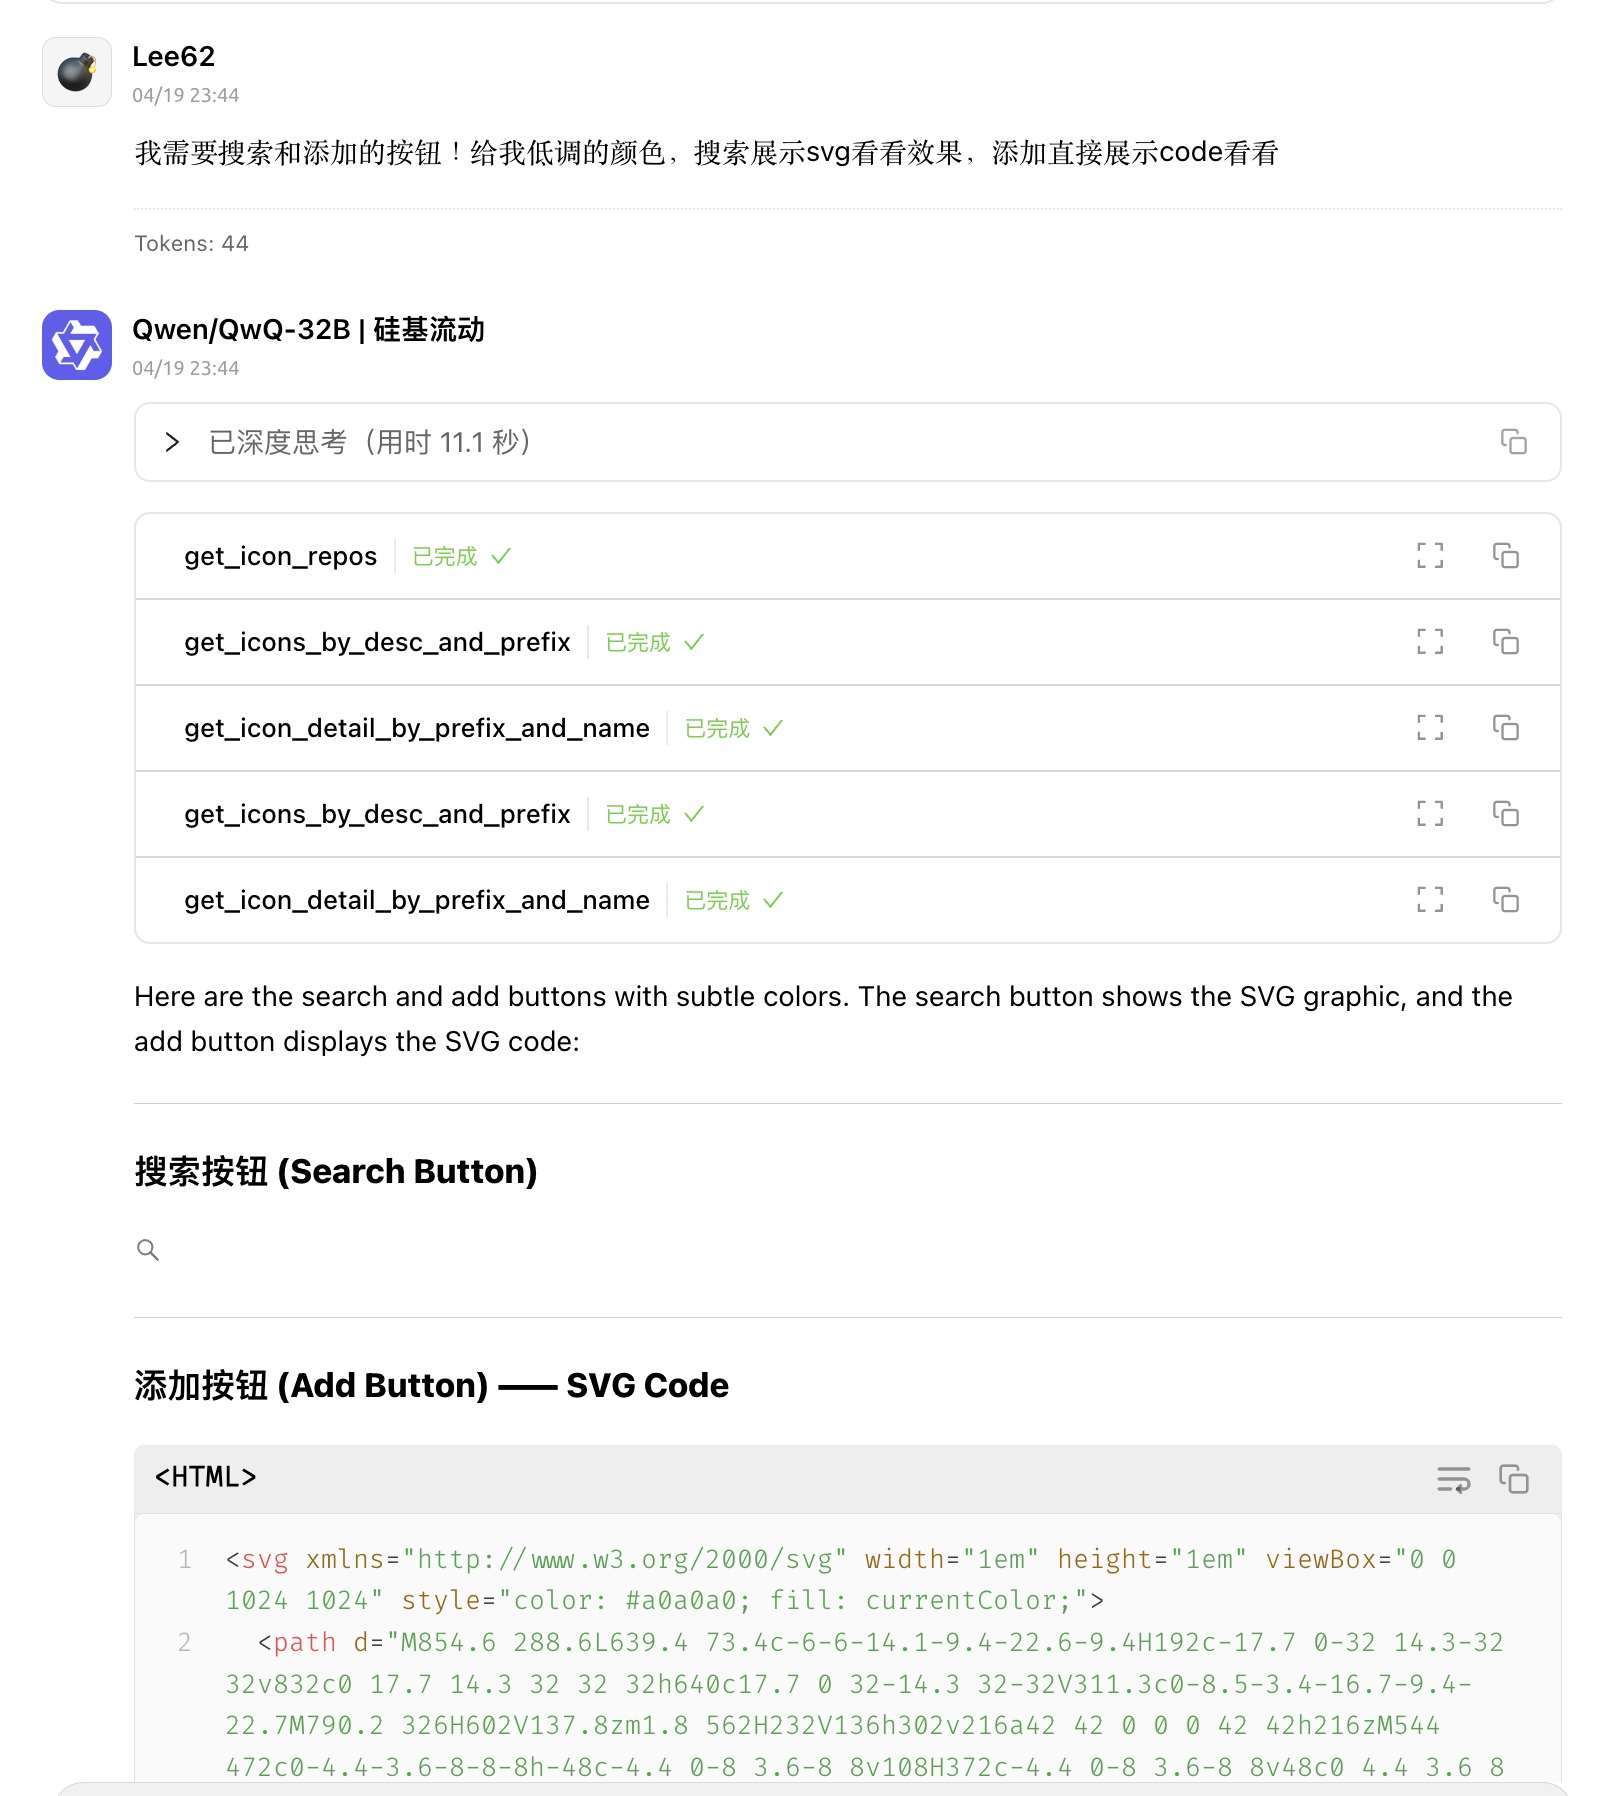 Lee62
04/19 23:44
我需要搜索和添加的按钮！给我低调的颜色，搜索展示svg看看效果，添加直接展示code看看
Tokens: 44
Qwen/QwQ-32B | 硅基流动
04/19 23:44
已深度思考（用时 11.1 秒）
get_icon_repos 已完成
get_icons_by_desc_and_prefix 已完成
get_icon_detail_by_prefix_and_name 已完成
get_icons_by_desc_and_prefix 已完成
get_icon_detail_by_prefix_and_name 已完成
Here are the search and add buttons with subtle colors. The search button shows the SVG graphic, and the
add button displays the SVG code:
搜索按钮 (Search Button)
添加按钮 (Add Button) —— SVG Code
<HTML>
1 <svg xmlns="http://www.w3.org/2000/svg" width="1em" height="1em" viewBox="0 0
1024 1024" style="color: #a0a0a0; fill: currentColor;">
2 <path d="M854.6 288.6L639.4 73.4c-6-6-14.1-9.4-22.6-9.4H192c-17.7 0-32 14.3-32
32v832c0 17.7 14.3 32 32 32h640c17.7 0 32-14.3 32-32V311.3c0-8.5-3.4-16.7-9.4-
22.7M790.2 326H602V137.8zm1.8 562H232V136h302v216a42 42 0 0 0 42 42h216zM544
472c0-4.4-3.6-8-8-8h-48c-4.4 0-8 3.6-8 8v108H372c-4.4 0-8 3.6-8 8v48c0 4.4 3.6 8